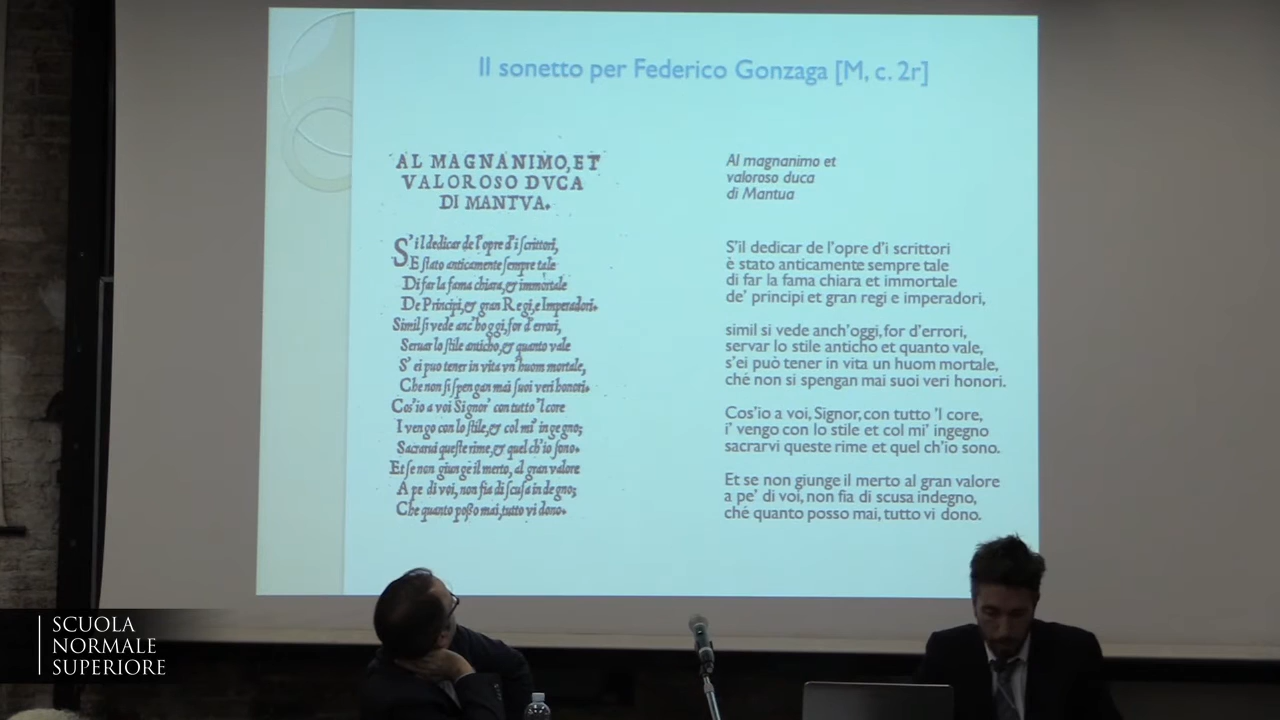 Il sonetto per Federico Gonzaga [M, c. 2r]
AL MAGNANIMO, ET
VALOROSO DVCA
DI MANTVA.
S'il dedicar de l'opre d'i scrittori,
E stato anticamente sempre tale
Di far la fama chiara, & immortale
De Principi, & gran Regi, e Imperadori.
Simil si vede anc'hoggi, for d'errori,
Seruar lo stile anticho, & quanto vale
S' ei puo tener in vita vn'huom mortale,
Che non si spengan mai suoi veri honori.
Cos'io a voi Signor' con tutto 'l core
I vengo con lo stile, & col mi' ingegno;
Sacrarui queste rime, & quel ch'io sono.
Et se non giunge il merto, al gran valore
A pe di voi, non fia di scusa indegno;
Che quanto posso mai, tutto vi dono.
Al magnanimo et
valoroso duca
di Mantua
S'il dedicar de l'opre d'i scrittori
è stato anticamente sempre tale
di far la fama chiara et immortale
de' principi et gran regi e imperadori,
simil si vede anch'oggi, for d'errori,
servar lo stile anticho et quanto vale,
s'ei può tener in vita un huom mortale,
ché non si spengan mai suoi veri honori.
Cos'io a voi, Signor, con tutto 'l core,
i' vengo con lo stile et col mi' ingegno
sacrarvi queste rime et quel ch'io sono.
Et se non giunge il merto al gran valore
a pe' di voi, non fia di scusa indegno,
ché quanto posso mai, tutto vi dono.
SCUOLA
NORMALE
SUPERIORE